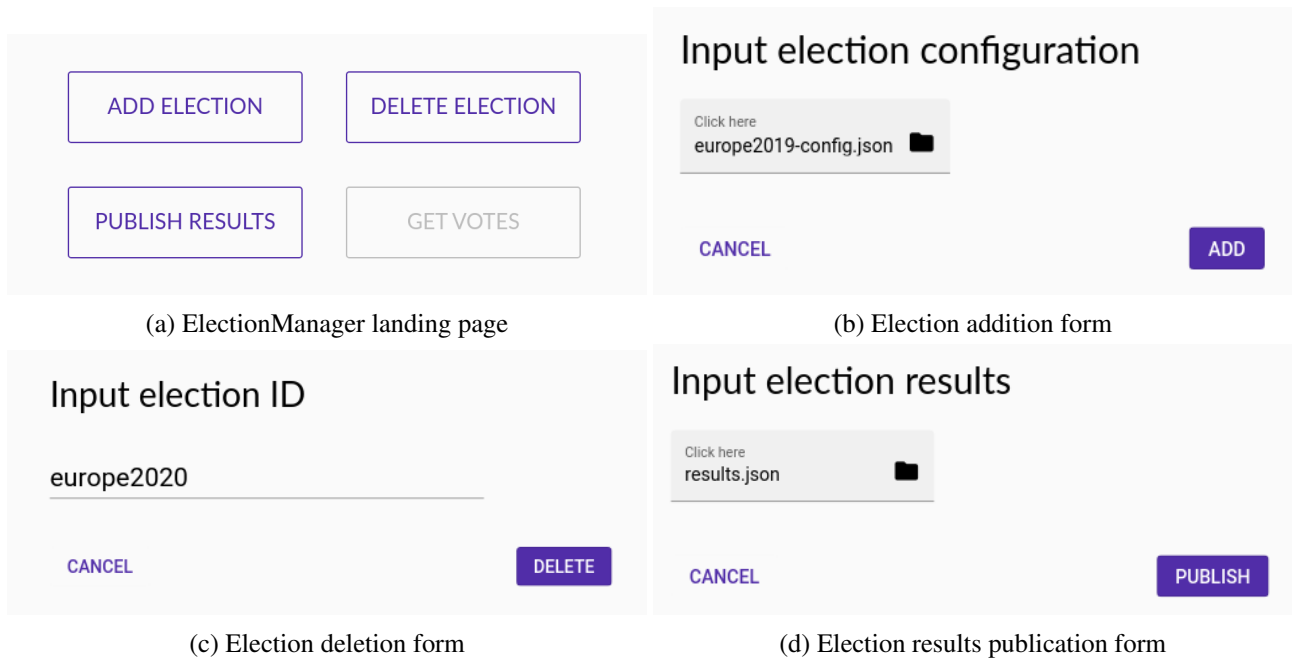 ADD ELECTION
DELETE ELECTION
PUBLISH RESULTS
GET VOTES
(a) ElectionManager landing page
Input election configuration
Click here
europe2019-config.json
CANCEL
ADD
(b) Election addition form
Input election ID
europe2020
CANCEL
DELETE
(c) Election deletion form
Input election results
Click here
results.json
CANCEL
PUBLISH
(d) Election results publication form